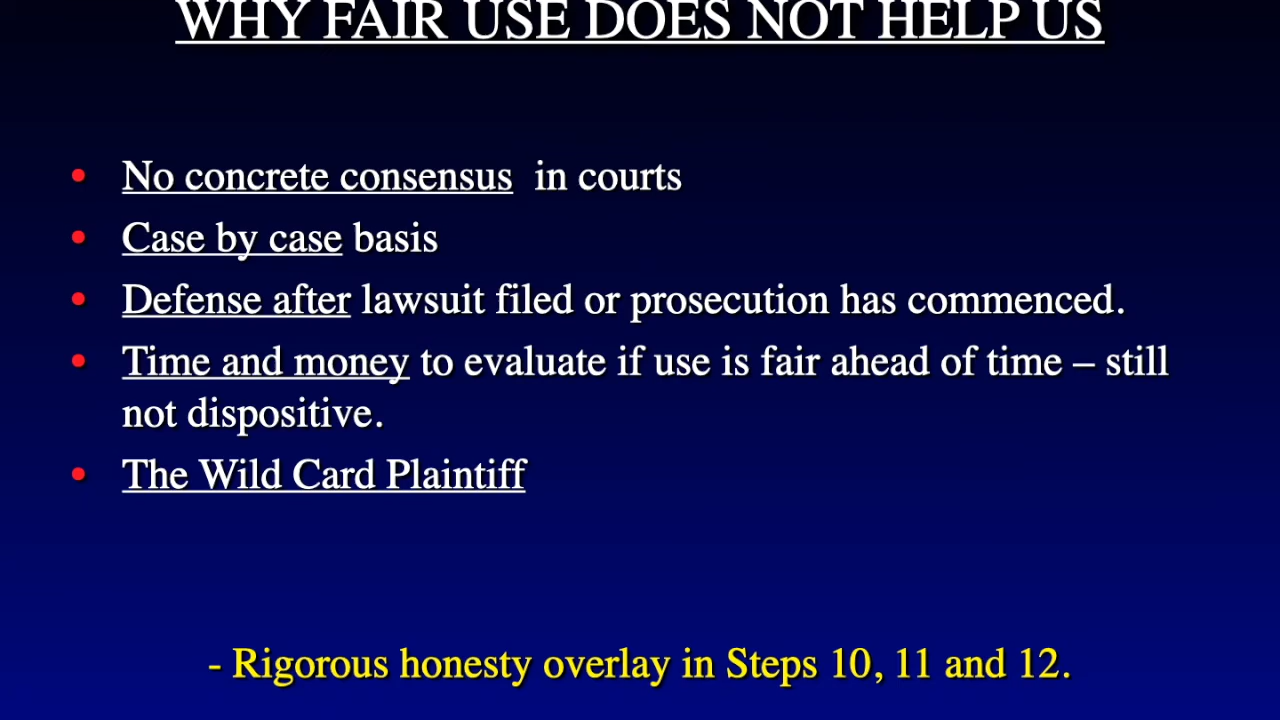 WHY FAIR USE DOES NOT HELP US
• No concrete consensus in courts
• Case by case basis
• Defense after lawsuit filed or prosecution has commenced.
• Time and money to evaluate if use is fair ahead of time – still
not dispositive.
• The Wild Card Plaintiff
- Rigorous honesty overlay in Steps 10, 11 and 12.